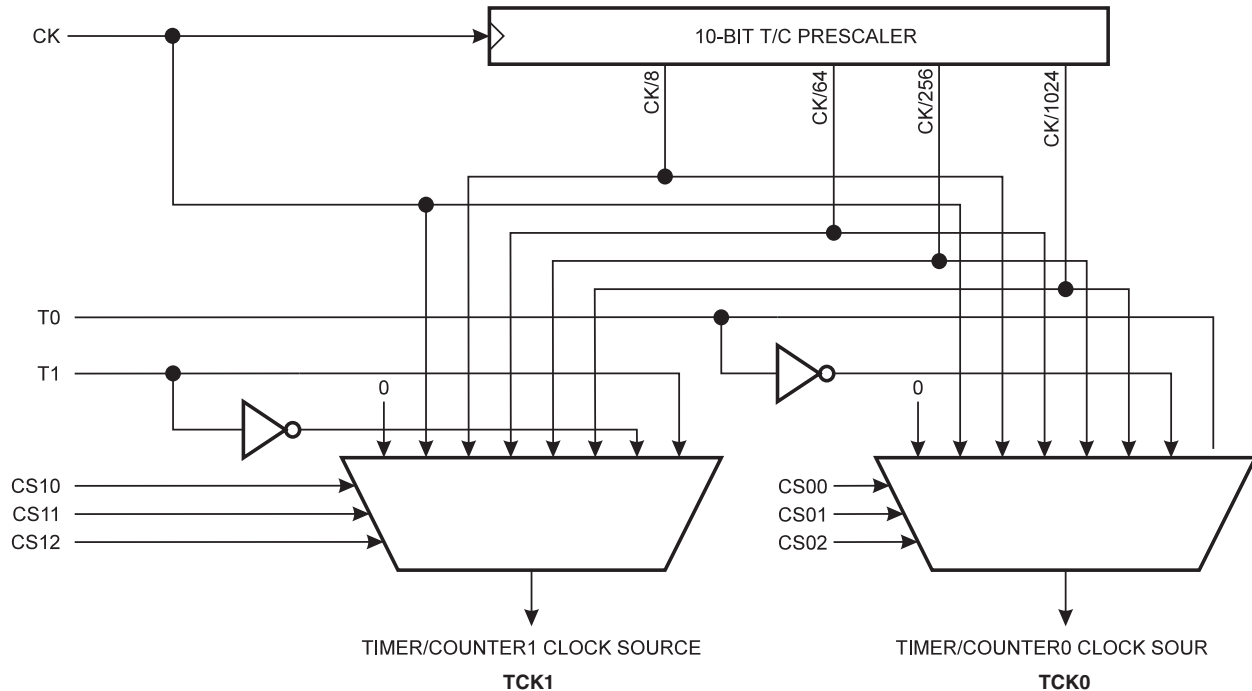 CK
10-BIT T/C PRESCALER
CK/8
CK/64
CK/256
CK/1024
T0
T1
0
0
CS10
CS11
CS12
CS00
CS01
CS02
TIMER/COUNTER1 CLOCK SOURCE
TCK1
TIMER/COUNTER0 CLOCK SOUR
TCK0